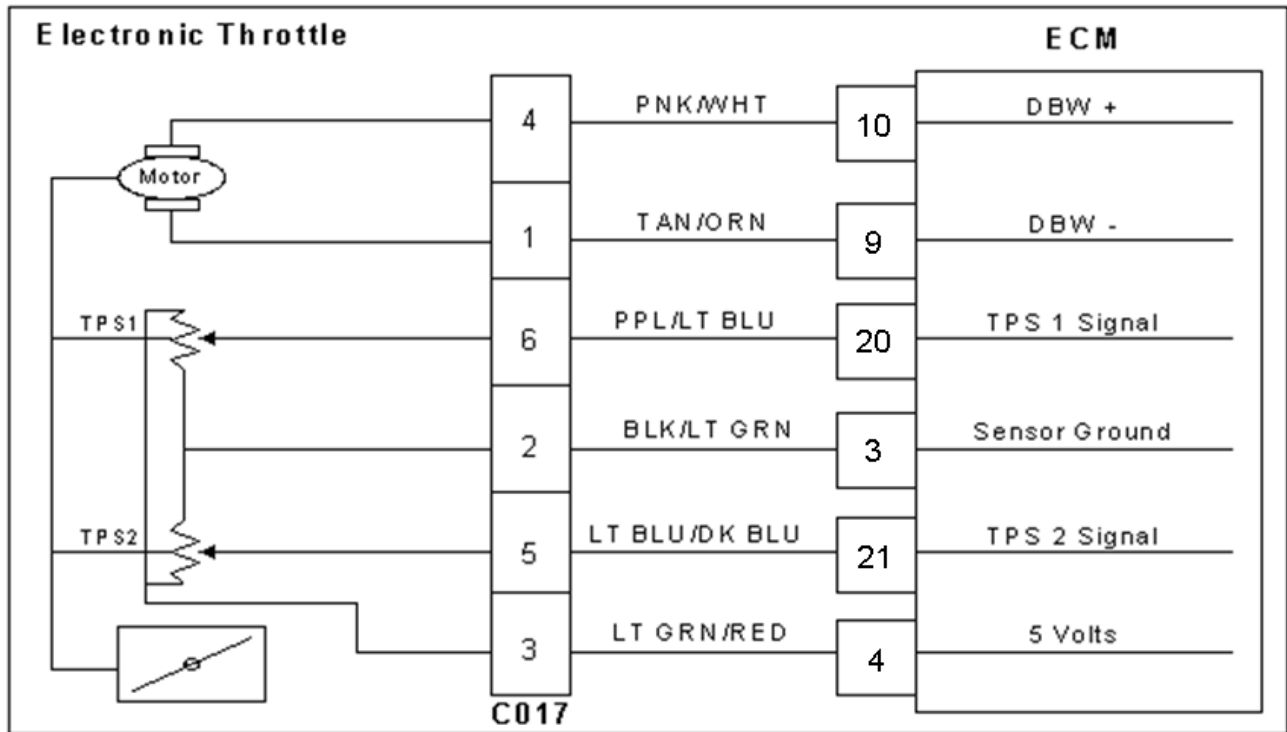 Electronic Throttle
ECM
4
PNK/WHT
10
DBW +
Motor
1
TAN/ORN
9
DBW -
TPS1
6
PPL/LT BLU
20
TPS 1 Signal
2
BLK/LT GRN
3
Sensor Ground
TPS2
5
LT BLU/DK BLU
21
TPS 2 Signal
3
LT GRN/RED
4
5 Volts
C017